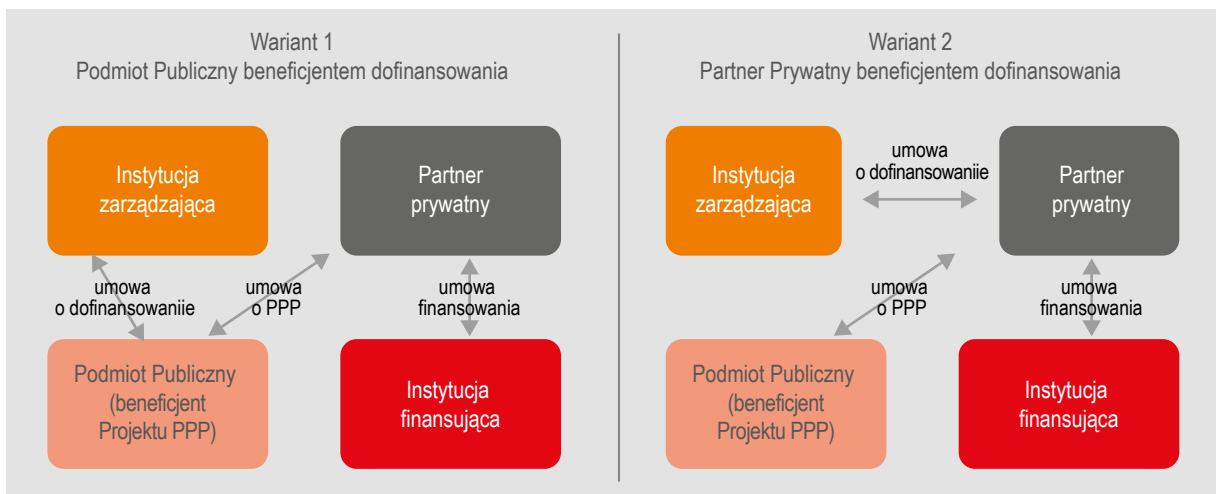 Wariant 1
Podmiot Publiczny beneficjentem dofinansowania
Instytucja
zarządzająca
Partner
prywatny
umowa
o dofinansowaniie
umowa
o PPP
umowa
finansowania
Podmiot Publiczny
(beneficjent
Projektu PPP)
Instytucja
finansująca
Wariant 2
Partner Prywatny beneficjentem dofinansowania
Instytucja
zarządzająca
umowa
o dofinansowaniie
Partner
prywatny
umowa
o PPP
umowa
finansowania
Podmiot Publiczny
(beneficjent
Projektu PPP)
Instytucja
finansująca